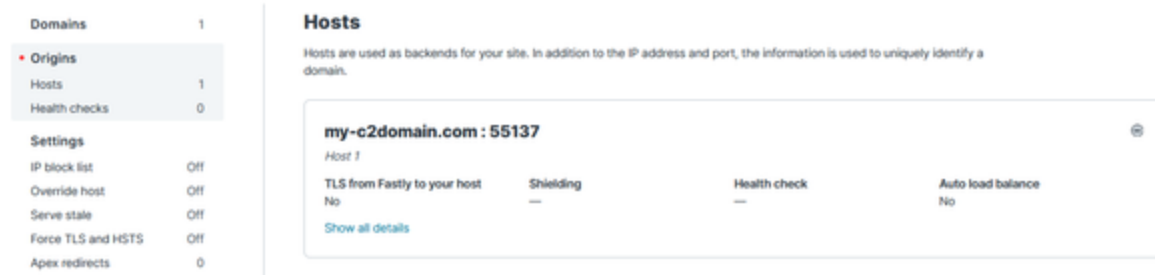 Domains 1
Origins
Hosts 1
Health checks 0
Settings
IP block list Off
Override host Off
Serve stale Off
Force TLS and HSTS Off
Apex redirects 0
Hosts
Hosts are used as backends for your site. In addition to the IP address and port, the information is used to uniquely identify a
domain.
my-c2domain.com : 55137
Host 1
TLS from Fastly to your host Shielding Health check Auto load balance
No — — No
Show all details